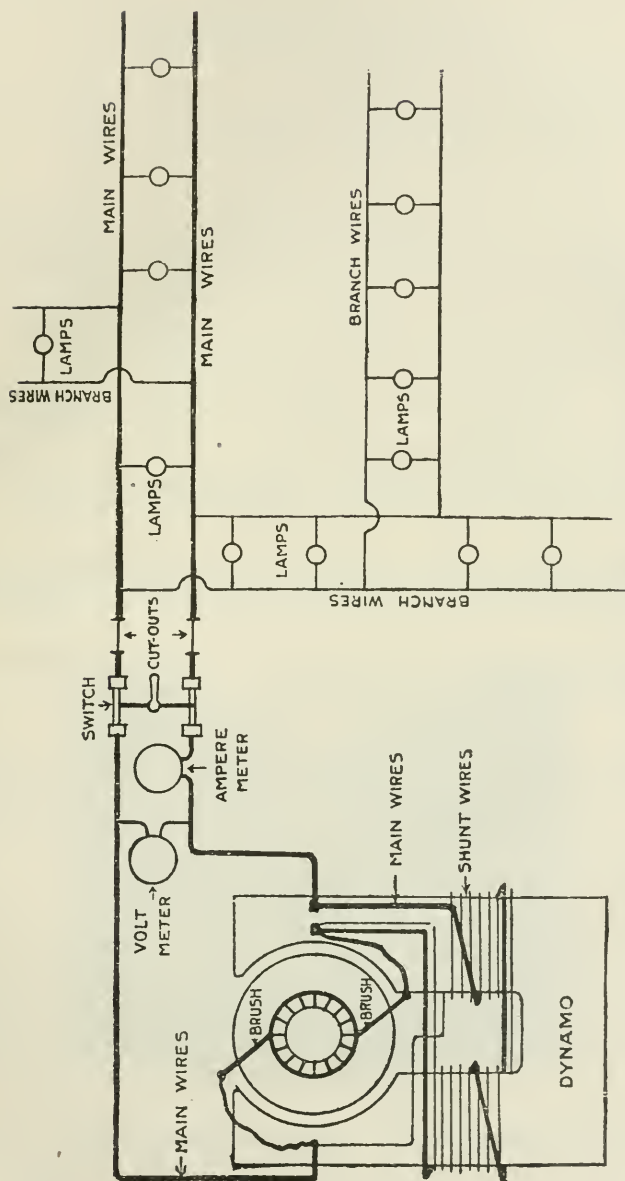 MAIN WIRES
MAIN WIRES
LAMPS
BRANCH WIRES
BRANCH WIRES
LAMPS
LAMPS
LAMPS
BRANCH WIRES
CUT-OUTS
SWITCH
AMPERE
METER
VOLT
METER
MAIN WIRES
SHUNT WIRES
BRUSH
BRUSH
MAIN WIRES
DYNAMO